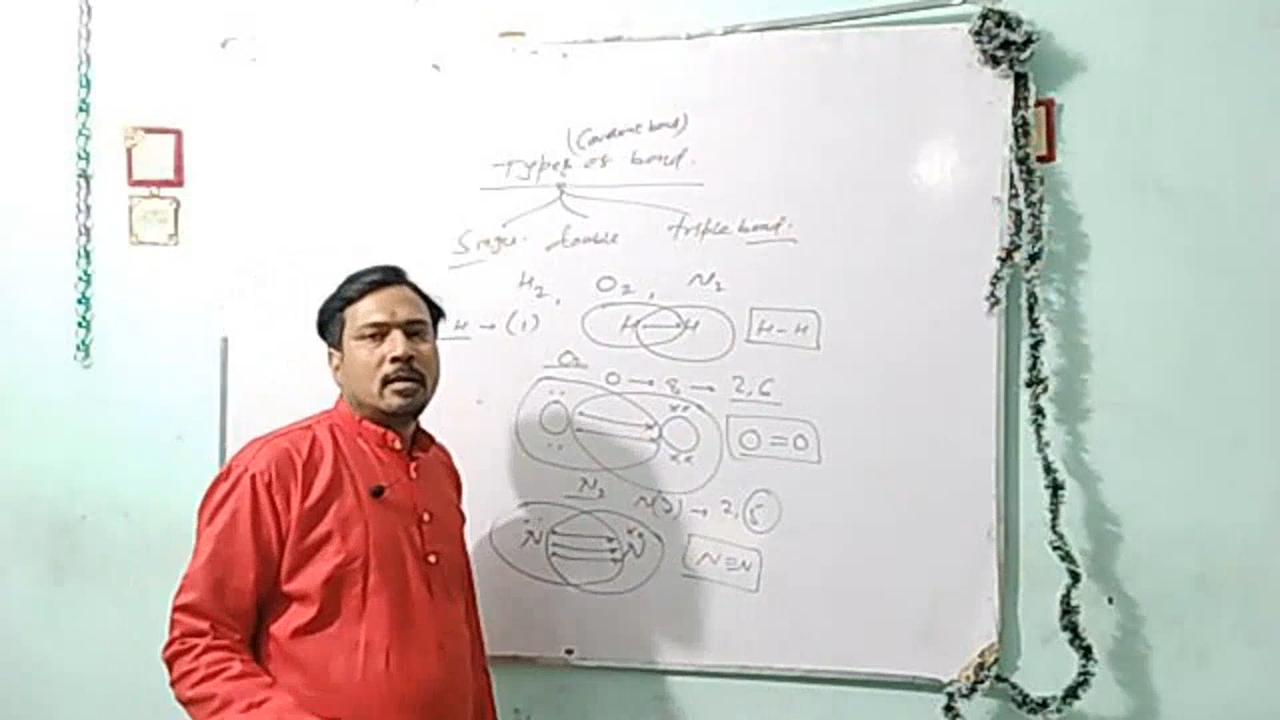 (Covalent bond)
Types of bond.
Single. double triple bond.
H2, O2, N2
H → (1) H H H-H
O2
O → 8 → 2,6
O=O
N2
N(7) → 2,5
N N N≡N